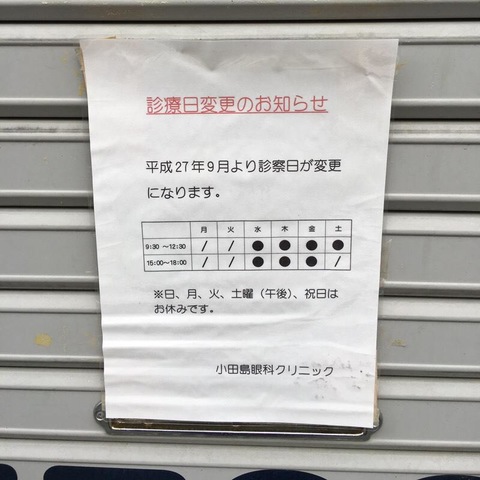 診療日変更のお知らせ
平成27年9月より診察日が変更
になります。
月 火 水 木 金 土
9:30 ~12:30 / / ● ● ● ●
15:00~18:00 / / ● ● ● /
※日、月、火、土曜（午後）、祝日は
お休みです。
小田島眼科クリニック